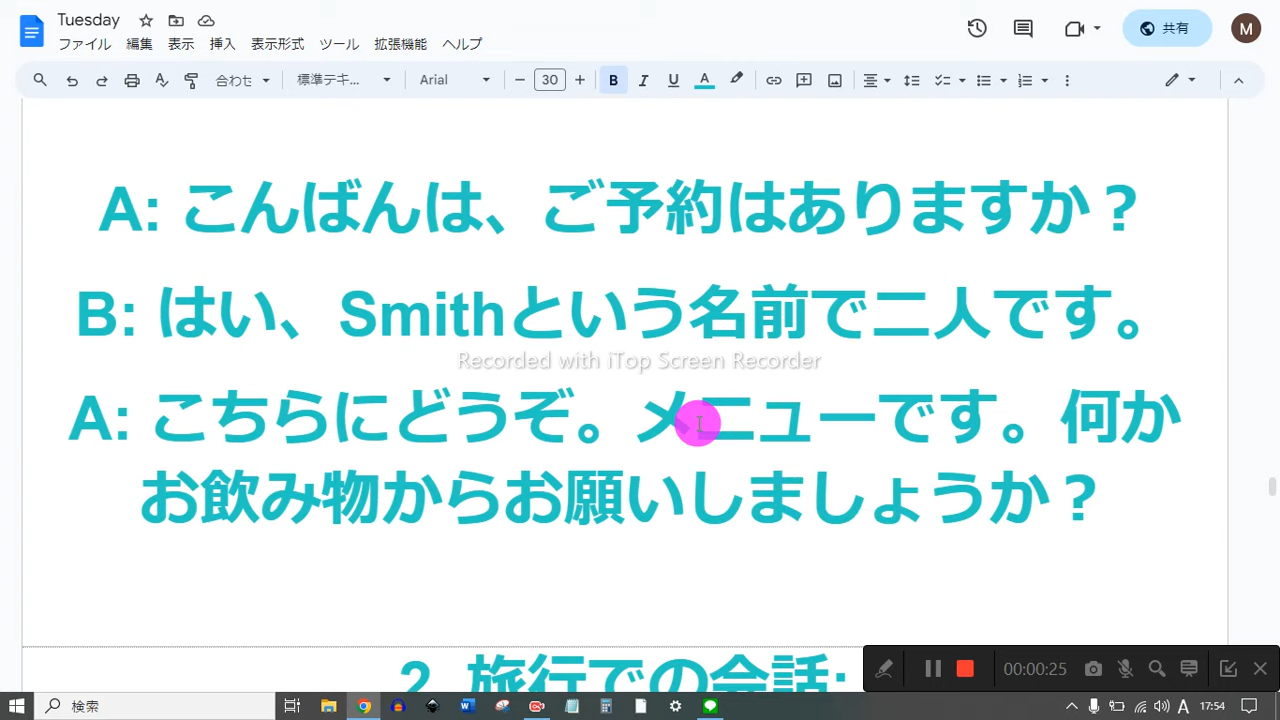 Tuesday
ファイル 編集 表示 挿入 表示形式 ツール 拡張機能 ヘルプ
共有
M
合わせ 標準テキ... Arial 30 B I U A
A: こんばんは、ご予約はありますか？
B: はい、Smithという名前で二人です。
Recorded with iTop Screen Recorder
A: こちらにどうぞ。メニューです。何か
お飲み物からお願いしましょうか？
2. 旅行での会話:
00:00:25
検索
A 17:54